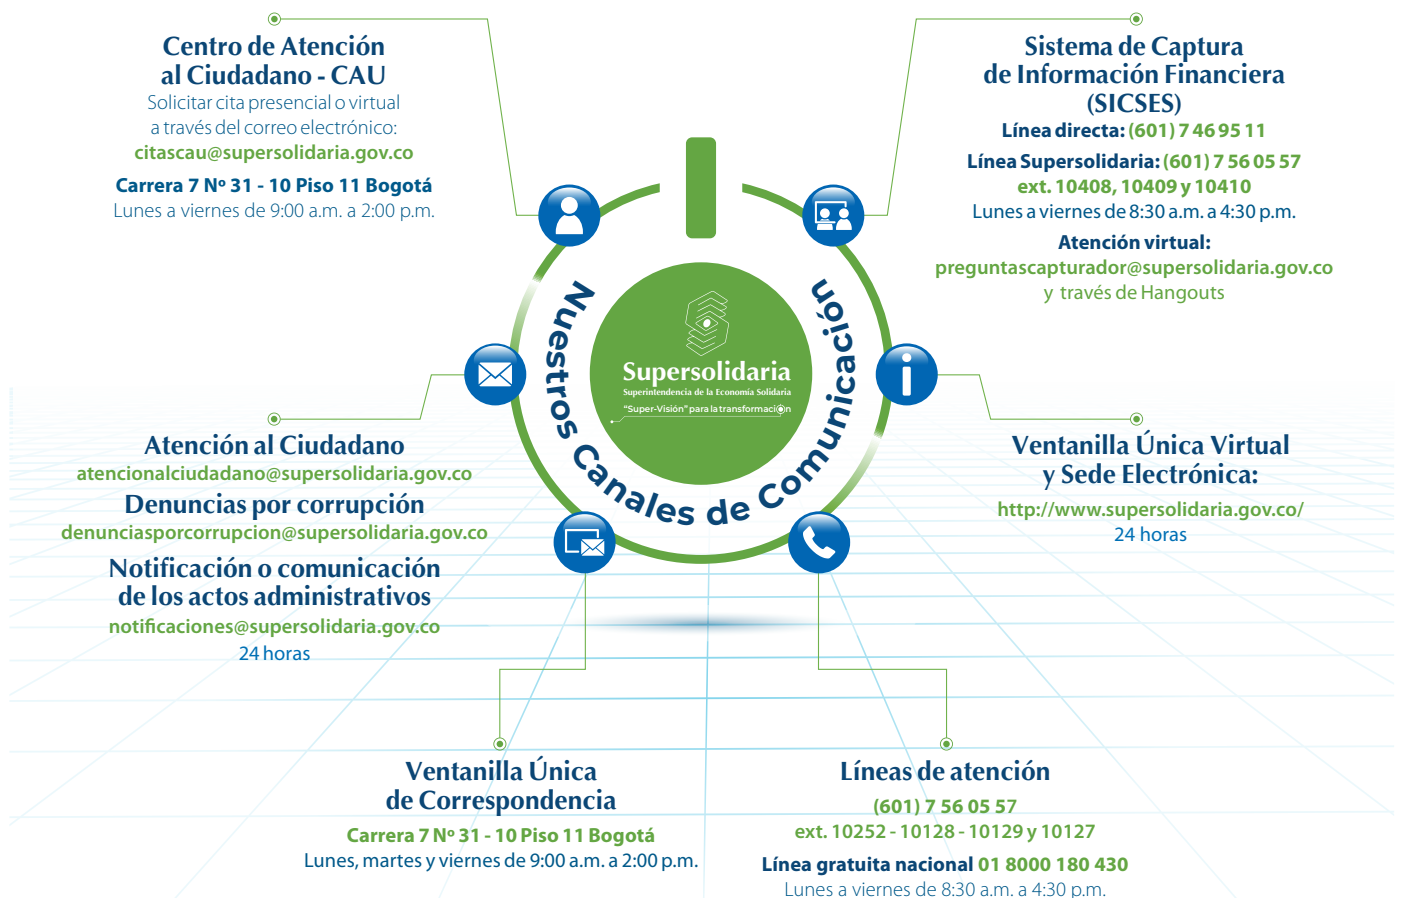 Centro de Atención
al Ciudadano - CAU
Solicitar cita presencial o virtual
a través del correo electrónico:
citascau@supersolidaria.gov.co
Carrera 7 Nº 31 - 10 Piso 11 Bogotá
Lunes a viernes de 9:00 a.m. a 2:00 p.m.
Sistema de Captura
de Información Financiera
(SICSES)
Línea directa: (601) 7 46 95 11
Línea Supersolidaria: (601) 7 56 05 57
ext. 10408, 10409 y 10410
Lunes a viernes de 8:30 a.m. a 4:30 p.m.
Atención virtual:
preguntascapturador@supersolidaria.gov.co
y través de Hangouts
Nuestros Canales de Comunicación
Supersolidaria
Superintendencia de la Economía Solidaria
"Super-Visión" para la transformación
Atención al Ciudadano
atencionalciudadano@supersolidaria.gov.co
Denuncias por corrupción
denunciasporcorrupcion@supersolidaria.gov.co
Notificación o comunicación
de los actos administrativos
notificaciones@supersolidaria.gov.co
24 horas
Ventanilla Única Virtual
y Sede Electrónica:
http://www.supersolidaria.gov.co/
24 horas
Ventanilla Única
de Correspondencia
Carrera 7 Nº 31 - 10 Piso 11 Bogotá
Lunes, martes y viernes de 9:00 a.m. a 2:00 p.m.
Líneas de atención
(601) 7 56 05 57
ext. 10252 - 10128 - 10129 y 10127
Línea gratuita nacional 01 8000 180 430
Lunes a viernes de 8:30 a.m. a 4:30 p.m.